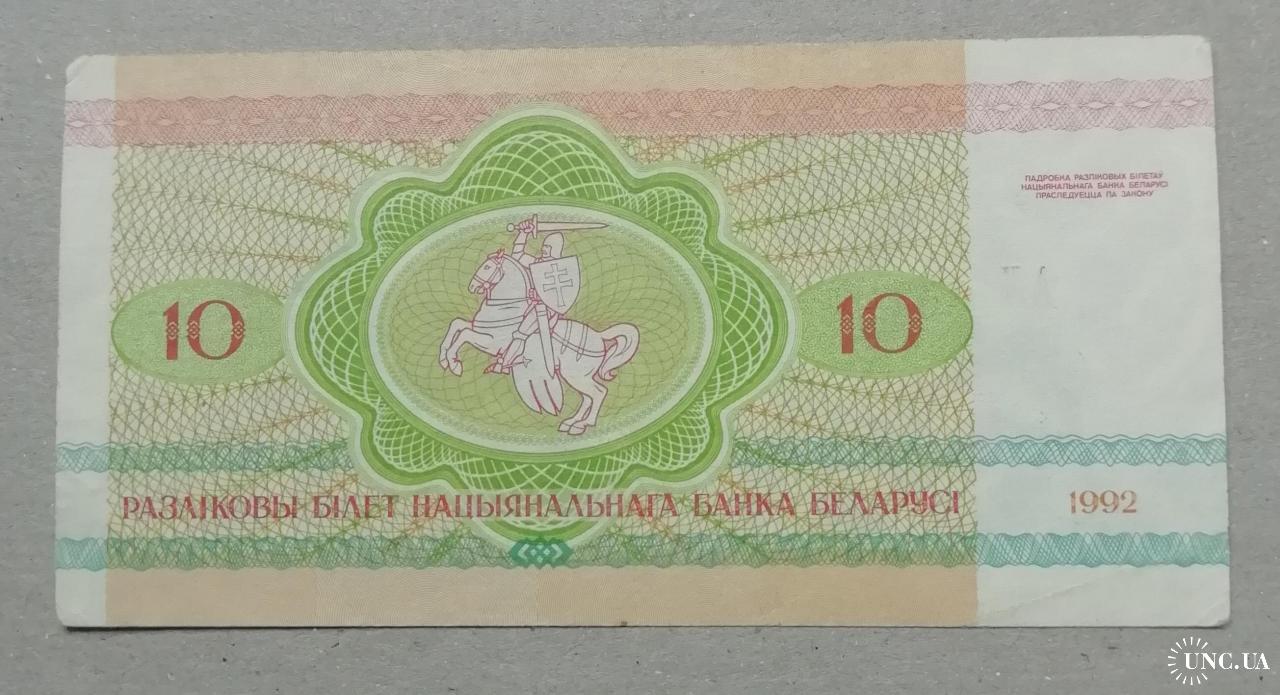 ПАДРОБКА РАЗЛІКОВЫХ БІЛЕТАЎ
НАЦЫЯНАЛЬНАГА БАНКА БЕЛАРУСІ
ПРАСЛЕДУЕЦЦА ПА ЗАКОНУ
10
10
РАЗЛІКОВЫ БІЛЕТ НАЦЫЯНАЛЬНАГА БАНКА БЕЛАРУСІ
1992
UNC.UA